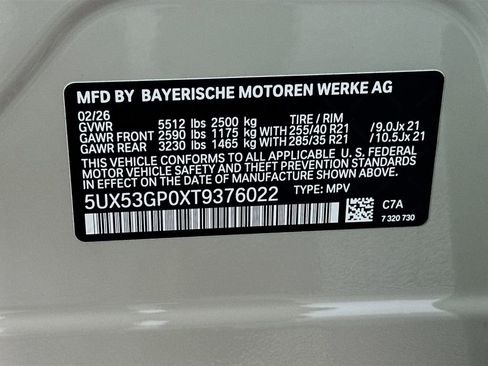 MFD BY BAYERISCHE MOTOREN WERKE AG
02/26
GVWR 5512 lbs 2500 kg TIRE / RIM
GAWR FRONT 2590 lbs 1175 kg WITH 255/40 R21 /9.0Jx21
GAWR REAR 3230 lbs 1465 kg WITH 285/35 R21 /10.5Jx21
THIS VEHICLE CONFORMS TO ALL APPLICABLE U.S. FEDERAL
MOTOR VEHICLE SAFETY STANDARDS IN EFFECT ON THE
DATE OF MANUFACTURE SHOWN ABOVE.
5UX53GP0XT9376022 TYPE: MPV
C7A
7 320 730